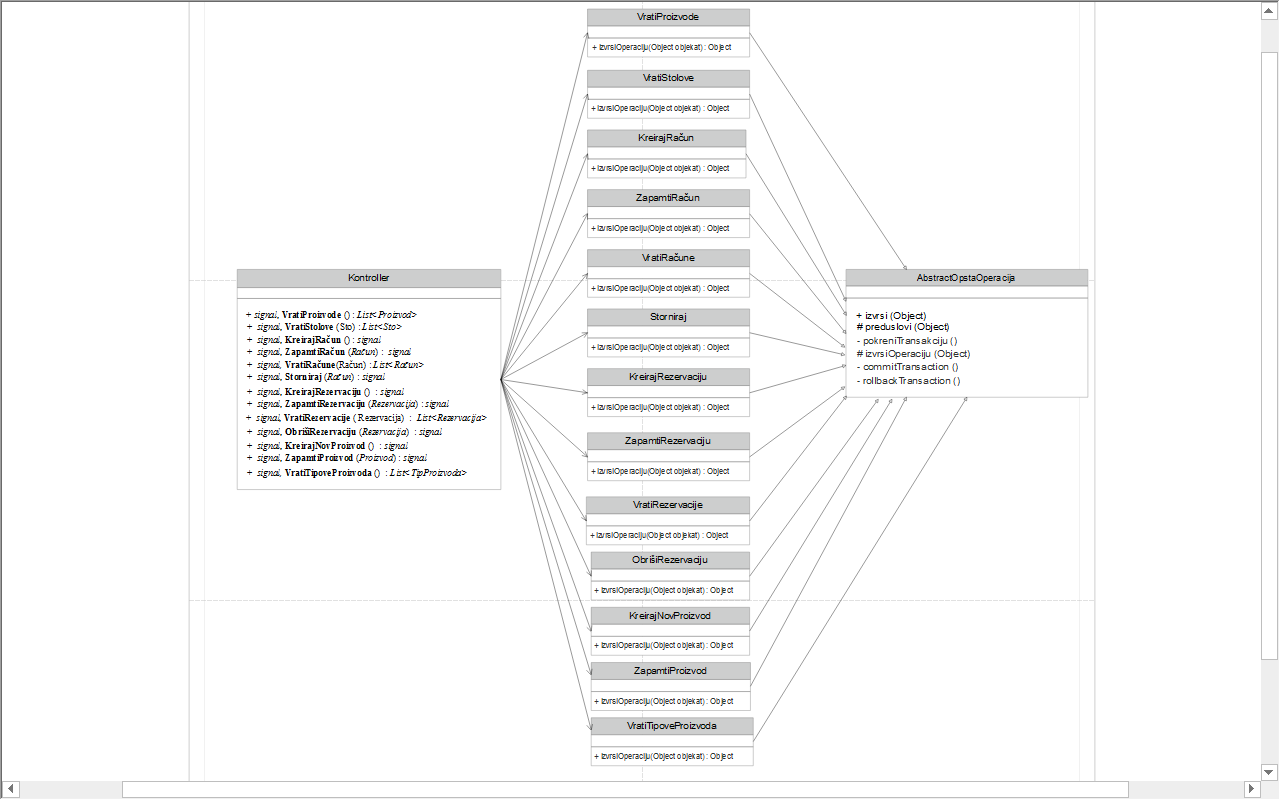 VratiProizvode
+ IzvrsiOperaciju(Object objekat) : Object
VratiStolove
+ IzvrsiOperaciju(Object objekat) : Object
KreirajRačun
+ IzvrsiOperaciju(Object objekat) : Object
ZapamtiRačun
+ IzvrsiOperaciju(Object objekat) : Object
VratiRačune
+ IzvrsiOperaciju(Object objekat) : Object
Storniraj
+ IzvrsiOperaciju(Object objekat) : Object
KreirajRezervaciju
+ IzvrsiOperaciju(Object objekat) : Object
ZapamtiRezervaciju
+ IzvrsiOperaciju(Object objekat) : Object
VratiRezervacije
+ IzvrsiOperaciju(Object objekat) : Object
ObrišiRezervaciju
+ IzvrsiOperaciju(Object objekat) : Object
KreirajNovProizvod
+ IzvrsiOperaciju(Object objekat) : Object
ZapamtiProizvod
+ IzvrsiOperaciju(Object objekat) : Object
VratiTipoveProizvoda
+ IzvrsiOperaciju(Object objekat) : Object
Kontroller
+ signal, VratiProizvode () : List<Proizvod>
+ signal, VratiStolove (Sto) : List<Sto>
+ signal, KreirajRačun () : signal
+ signal, ZapamtiRačun (Račun) : signal
+ signal, VratiRačune(Račun) : List<Račun>
+ signal, Storniraj (Račun) : signal
+ signal, KreirajRezervaciju () : signal
+ signal, ZapamtiRezervaciju (Rezervacija) : signal
+ signal, VratiRezervacije ( Rezervacija) : List<Rezervacija>
+ signal, ObrišiRezervaciju (Rezervacija) : signal
+ signal, KreirajNovProizvod () : signal
+ signal, ZapamtiProizvod (Proizvod) : signal
+ signal, VratiTipoveProizvoda () : List<TipProizvoda>
AbstractOpstaOperacija
+ izvrsi (Object)
# preduslovi (Object)
- pokreniTransakciju ()
# izvrsiOperaciju (Object)
- commitTransaction ()
- rollbackTransaction ()